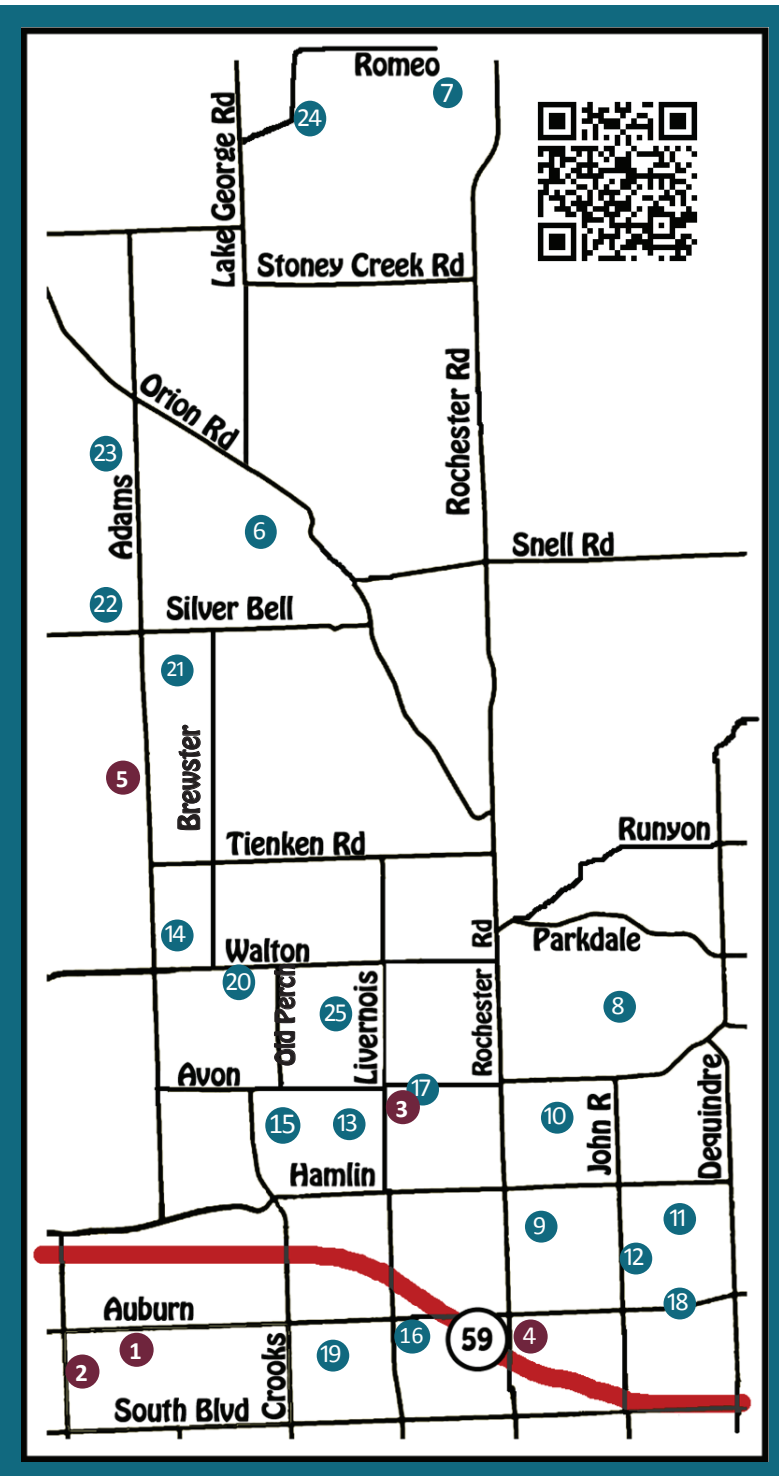 Romeo
7
24
Lake George Rd
Stoney Creek Rd
Orion Rd
Rochester Rd
23
Adams
6
Snell Rd
22
Silver Bell
21
Brewster
5
Tienken Rd
Runyon
14
Walton
Rd
Parkdale
20
Old Perch
25
Livernois
Rochester
8
Avon
17
3
15
13
10
John R
Dequindre
Hamlin
9
11
12
Auburn
18
1
2
19
16
59
4
Crooks
South Blvd